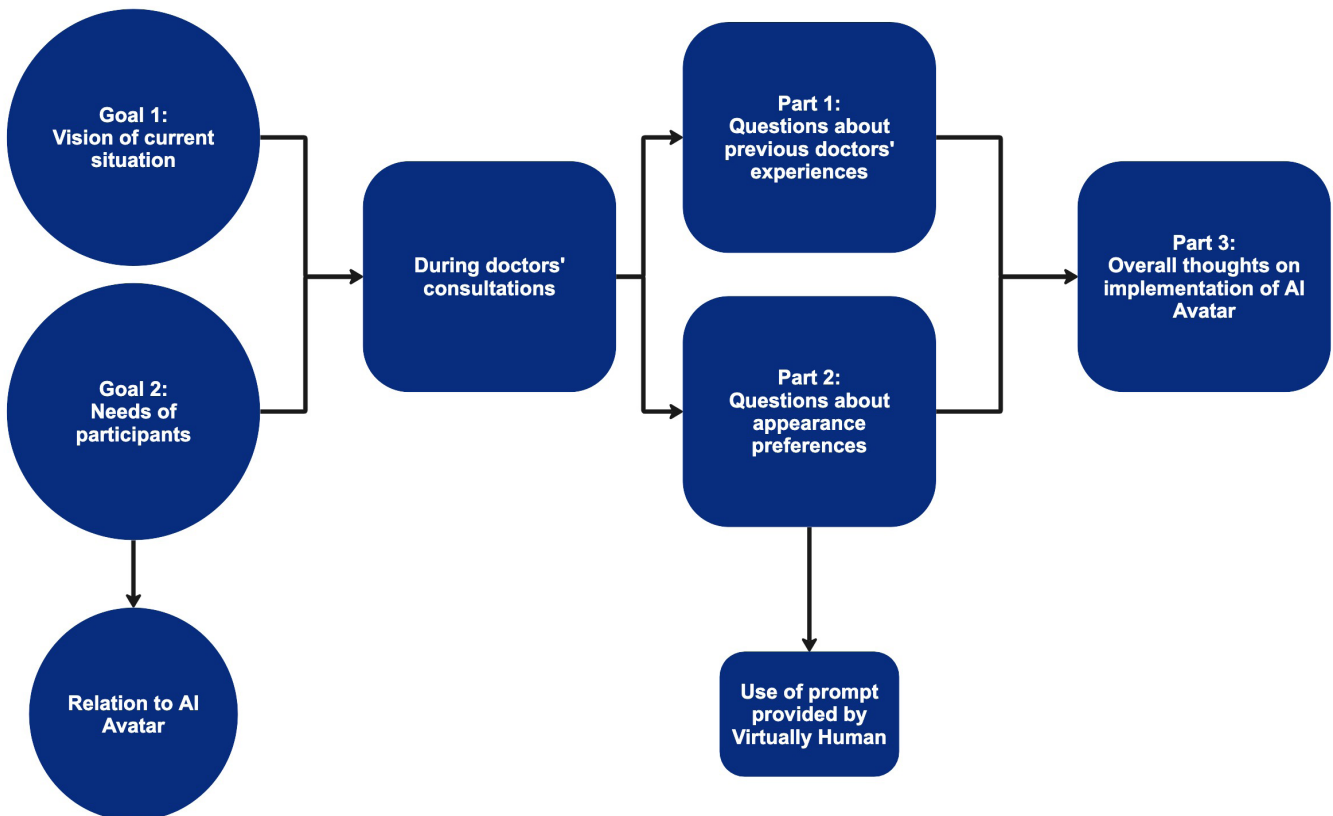 Goal 1:
Vision of current
situation
Goal 2:
Needs of
participants
Relation to AI
Avatar
During doctors'
consultations
Part 1:
Questions about
previous doctors'
experiences
Part 2:
Questions about
appearance
preferences
Use of prompt
provided by
Virtually Human
Part 3:
Overall thoughts on
implementation of AI
Avatar